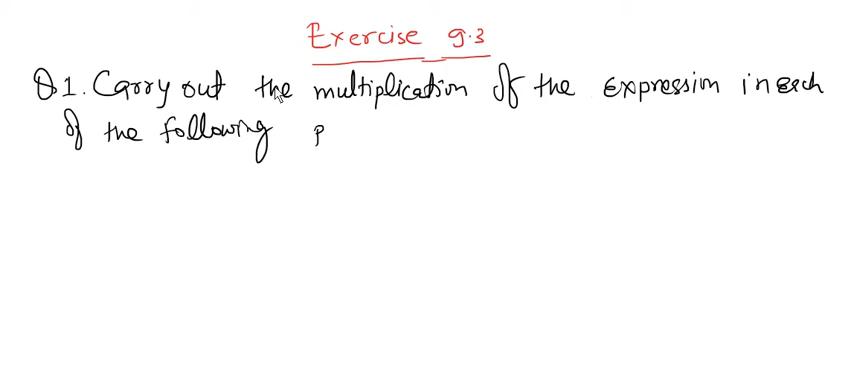 Exercise 9.3
Q1. Carry out the multiplication of the expression in each
of the following P